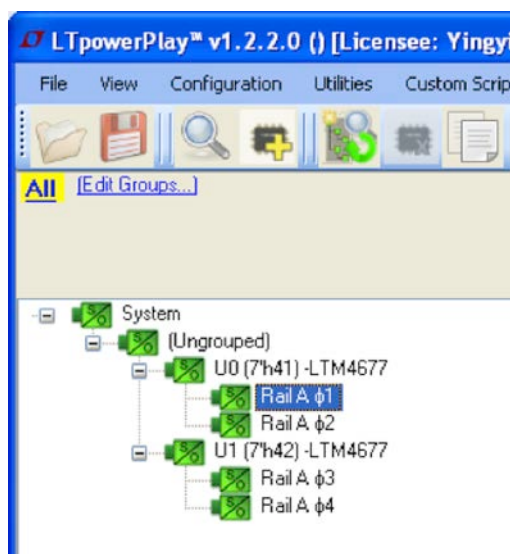 LTpowerPlay™ v1.2.2.0 () [Licensee: Yingyi
File View Configuration Utilities Custom Scrip
All (Edit Groups...)
System
(Ungrouped)
U0 (7'h41) -LTM4677
Rail A ϕ1
Rail A ϕ2
U1 (7'h42) -LTM4677
Rail A ϕ3
Rail A ϕ4